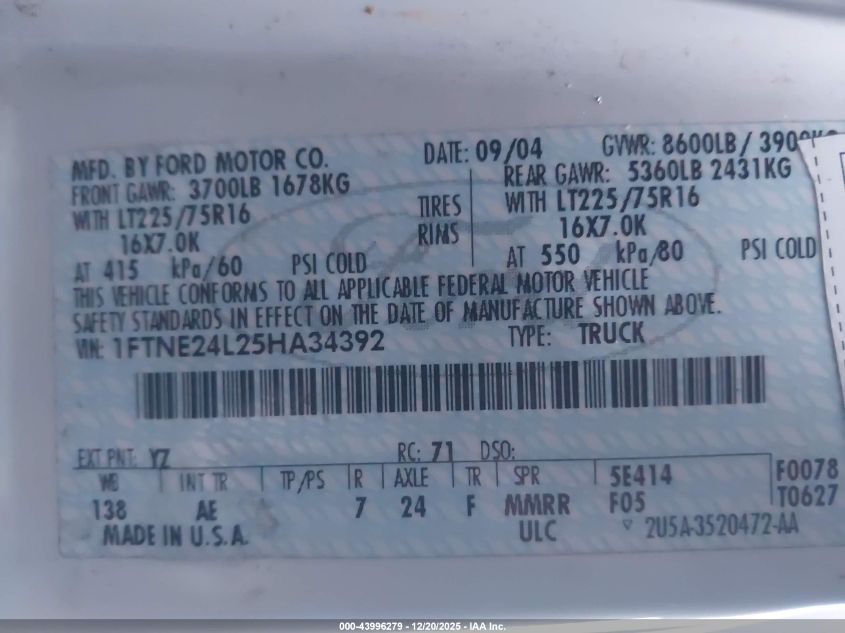 MFD. BY FORD MOTOR CO. DATE: 09/04 GVWR: 8600LB/ 3900KG
FRONT GAWR: 3700LB 1678KG REAR GAWR: 5360LB 2431KG
WITH LT225/75R16 TIRES WITH LT225/75R16
16X7.0K RIMS 16X7.0K
AT 415 kPa/60 PSI COLD AT 550 kPa/80 PSI COLD
THIS VEHICLE CONFORMS TO ALL APPLICABLE FEDERAL MOTOR VEHICLE
SAFETY STANDARDS IN EFFECT ON THE DATE OF MANUFACTURE SHOWN ABOVE.
VIN: 1FTNE24L25HA34392 TYPE: TRUCK
EXT PNT: YZ RC: 71 DSO:
WB INT TR TP/PS R AXLE TR SPR 5E414 F0078
138 AE 7 24 F MMRR F05 T0627
MADE IN U.S.A. ULC 2U5A-3520472-AA
000-43996279 - 12/20/2025 - IAA Inc.